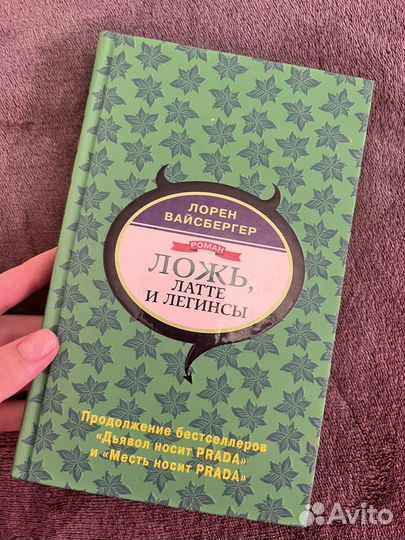 ЛОРЕН
ВАЙСБЕРГЕР
РОМАН
ЛОЖЬ,
ЛАТТЕ
И ЛЕГИНСЫ
Продолжение бестселлеров
«Дьявол носит PRADA»
и «Месть носит PRADA»
Avito